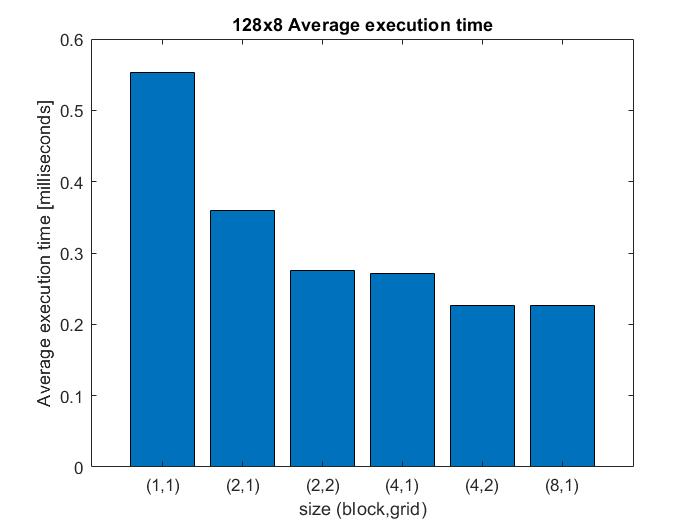 128x8 Average execution time
Average execution time [milliseconds]
0.6
0.5
0.4
0.3
0.2
0.1
0
(1,1) (2,1) (2,2) (4,1) (4,2) (8,1)
size (block,grid)